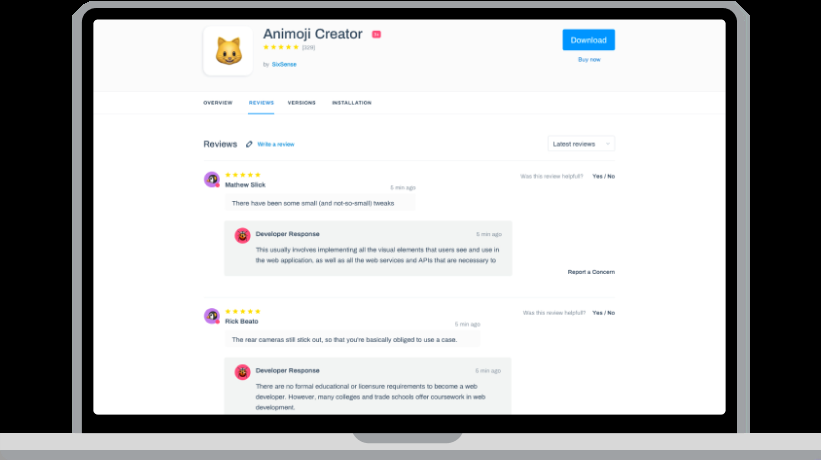 Animoji Creator
Download
by SixSense
Buy now
OVERVIEW REVIEWS VERSIONS INSTALLATION
Reviews Write a review
Latest reviews
Mathew Slick
5 min ago
Was this review helpfull? Yes / No
There have been some small (and not-so-small) tweaks
Developer Response 5 min ago
This usually involves implementing all the visual elements that users see and use in
the web application, as well as all the web services and APIs that are necessary to
Report a Concern
Rick Beato
5 min ago
Was this review helpfull? Yes / No
The rear cameras still stick out, so that you're basically obliged to use a case.
Developer Response 5 min ago
There are no formal educational or licensure requirements to become a web
developer. However, many colleges and trade schools offer coursework in web
development.